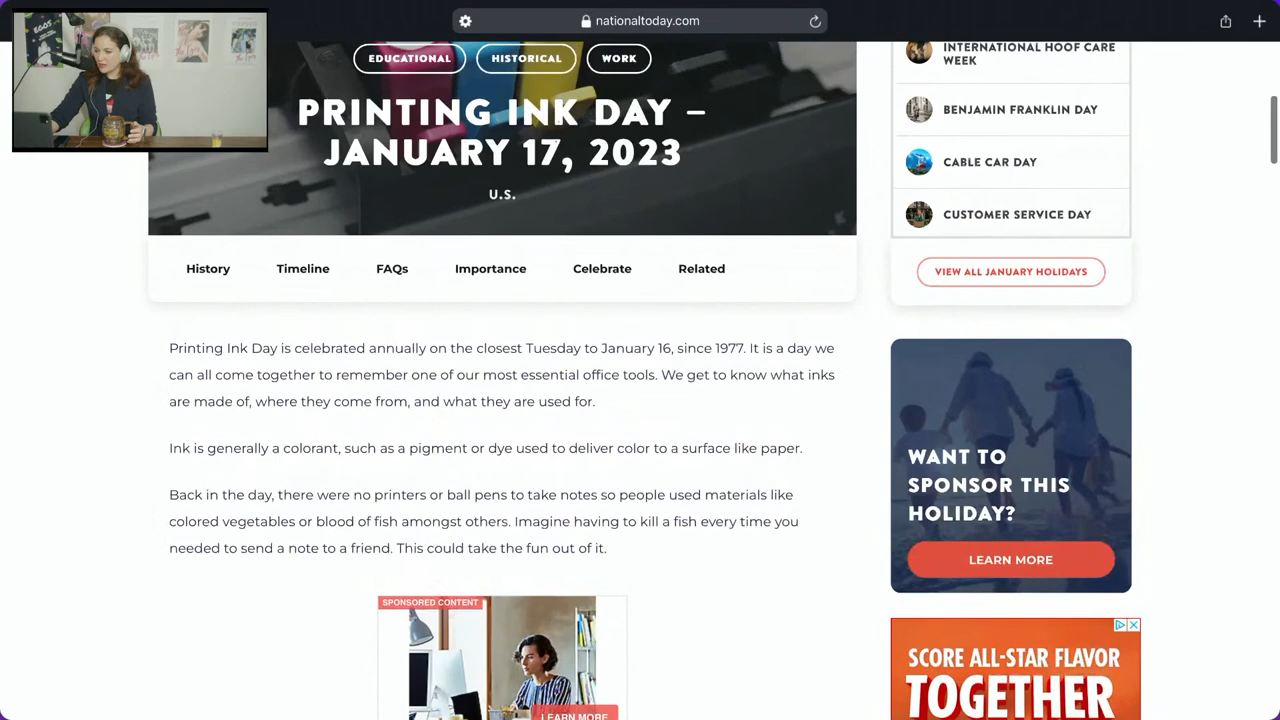 nationaltoday.com
EDUCATIONAL
HISTORICAL
WORK
PRINTING INK DAY –
JANUARY 17, 2023
U.S.
History
Timeline
FAQs
Importance
Celebrate
Related
Printing Ink Day is celebrated annually on the closest Tuesday to January 16, since 1977. It is a day we
can all come together to remember one of our most essential office tools. We get to know what inks
are made of, where they come from, and what they are used for.
Ink is generally a colorant, such as a pigment or dye used to deliver color to a surface like paper.
Back in the day, there were no printers or ball pens to take notes so people used materials like
colored vegetables or blood of fish amongst others. Imagine having to kill a fish every time you
needed to send a note to a friend. This could take the fun out of it.
SPONSORED CONTENT
LEARN MORE
INTERNATIONAL HOOF CARE
WEEK
BENJAMIN FRANKLIN DAY
CABLE CAR DAY
CUSTOMER SERVICE DAY
VIEW ALL JANUARY HOLIDAYS
WANT TO
SPONSOR THIS
HOLIDAY?
LEARN MORE
SCORE ALL-STAR FLAVOR
TOGETHER